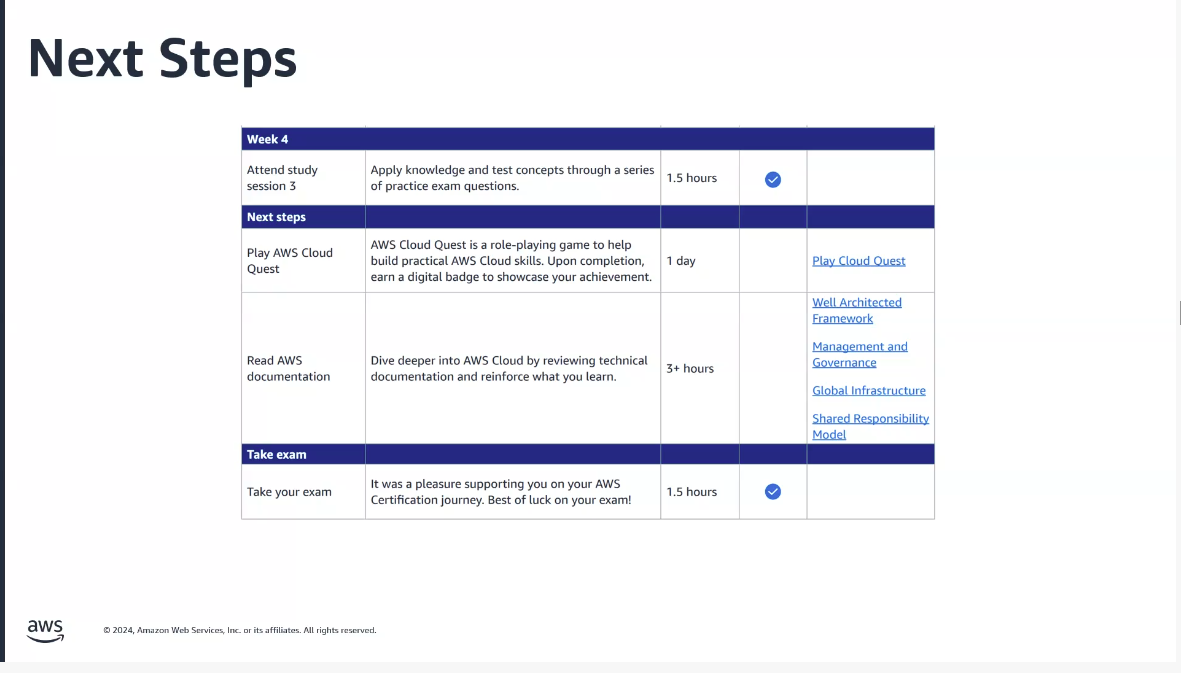 Next Steps
Week 4
Attend study
session 3
Apply knowledge and test concepts through a series
of practice exam questions.
1.5 hours
Next steps
Play AWS Cloud
Quest
AWS Cloud Quest is a role-playing game to help
build practical AWS Cloud skills. Upon completion,
earn a digital badge to showcase your achievement.
1 day
Play Cloud Quest
Read AWS
documentation
Dive deeper into AWS Cloud by reviewing technical
documentation and reinforce what you learn.
3+ hours
Well Architected
Framework
Management and
Governance
Global Infrastructure
Shared Responsibility
Model
Take exam
Take your exam
It was a pleasure supporting you on your AWS
Certification journey. Best of luck on your exam!
1.5 hours
aws
© 2024, Amazon Web Services, Inc. or its affiliates. All rights reserved.